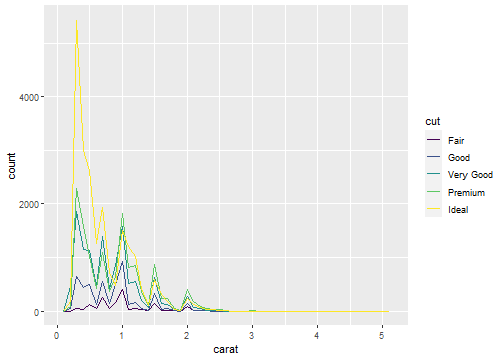 4000
2000
0
count
0
1
2
3
4
5
carat
cut
Fair
Good
Very Good
Premium
Ideal